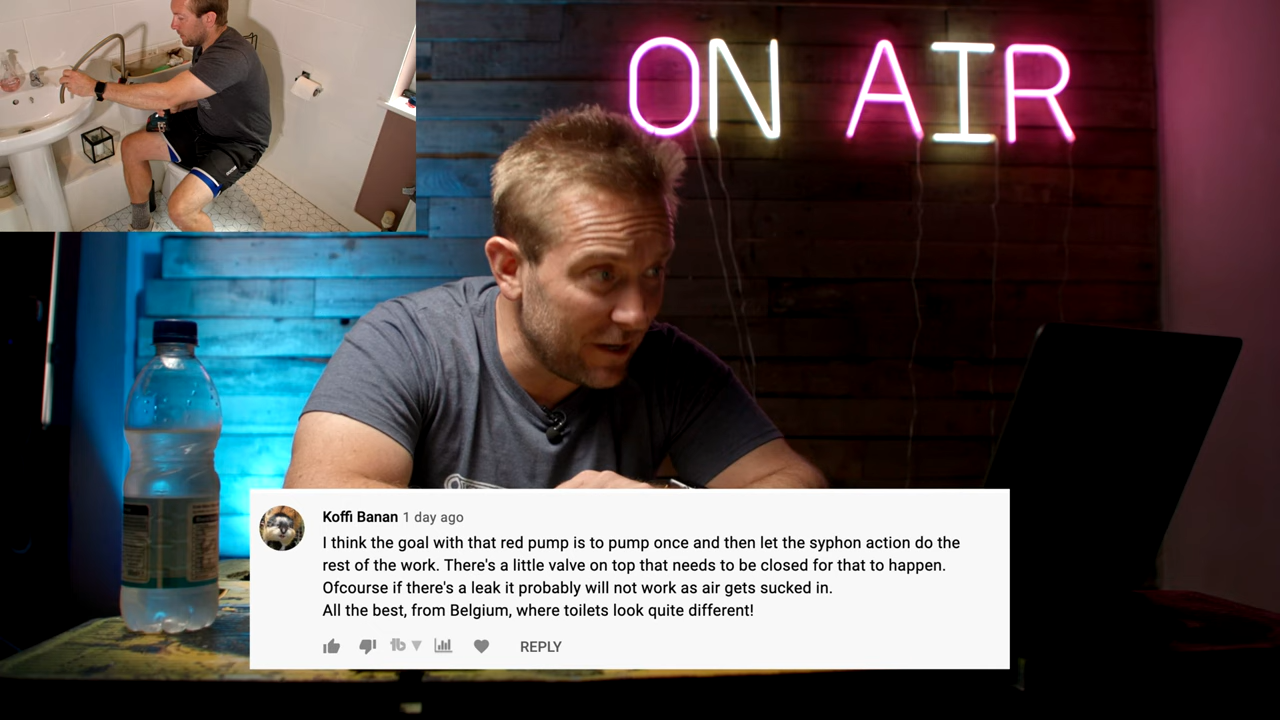 ON AIR
Koffi Banan 1 day ago
I think the goal with that red pump is to pump once and then let the syphon action do the
rest of the work. There's a little valve on top that needs to be closed for that to happen.
Ofcourse if there's a leak it probably will not work as air gets sucked in.
All the best, from Belgium, where toilets look quite different!
REPLY